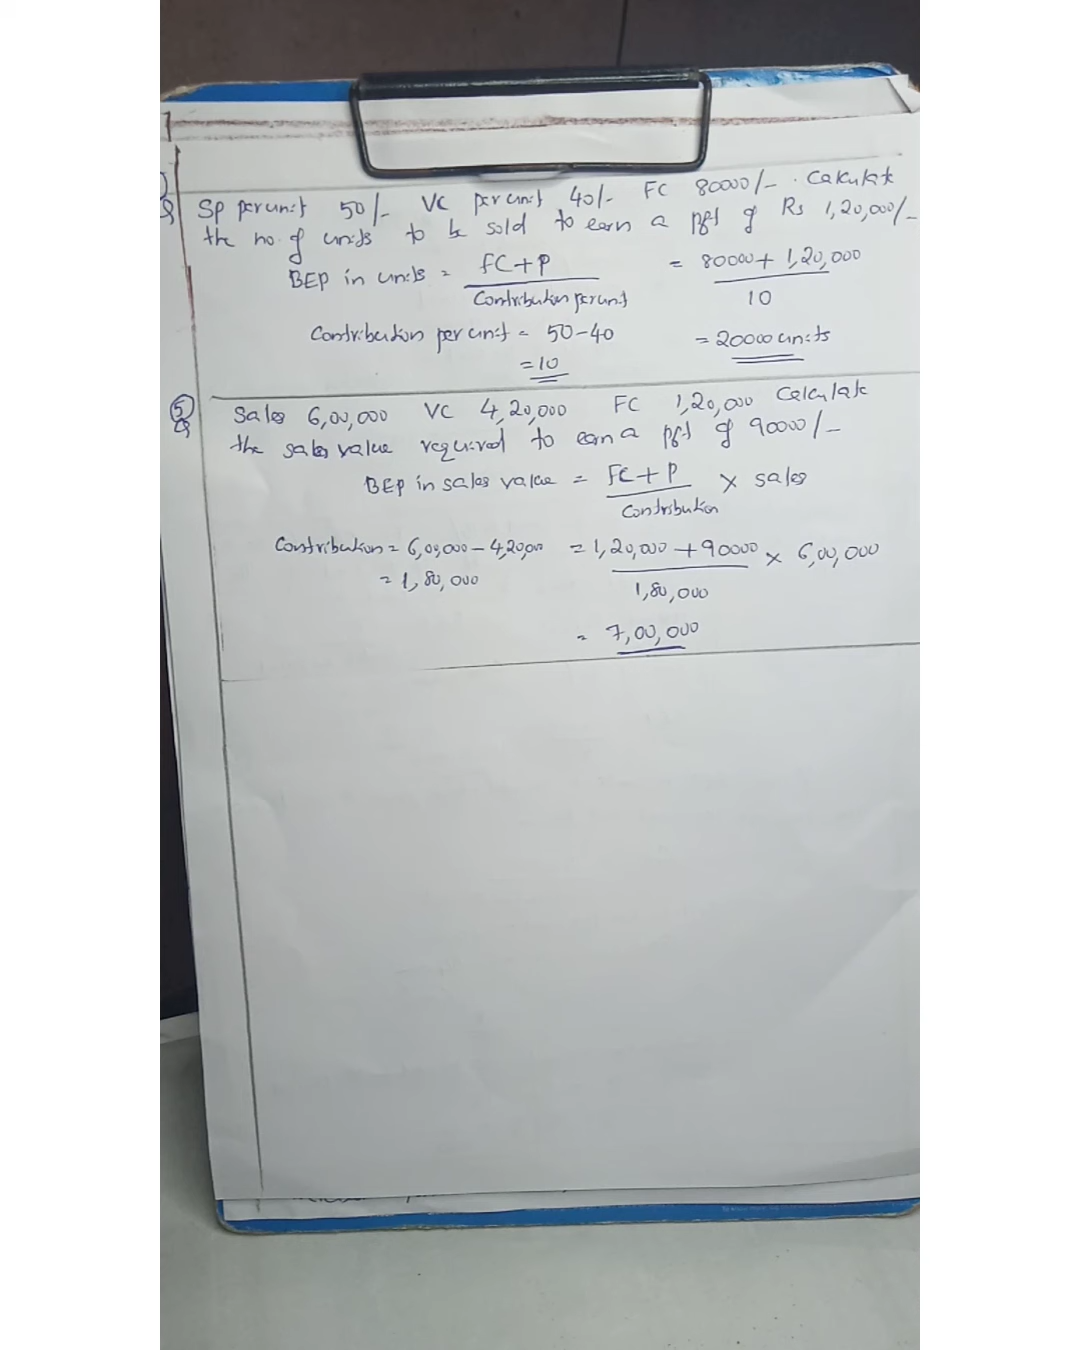 Q SP per unit 50/- VC per unit 40/- FC 80000/- . Calculate
the no. of units to be sold to earn a pft of Rs 1,20,000/-
BEP in units = FC+P = 80000+ 1,20,000
Contribution per unit 10
Contribution per unit = 50-40 = 20000 units
=10
5 Q Sales 6,00,000 VC 4,20,000 FC 1,20,000 Calculate
the sales value required to earn a pft of 90000/-
BEP in sales value = FC+P × sales
Contribution
Contribution = 6,00,000 - 4,20,000 = 1,20,000 +90000 × 6,00,000
= 1,80,000 1,80,000
= 7,00,000